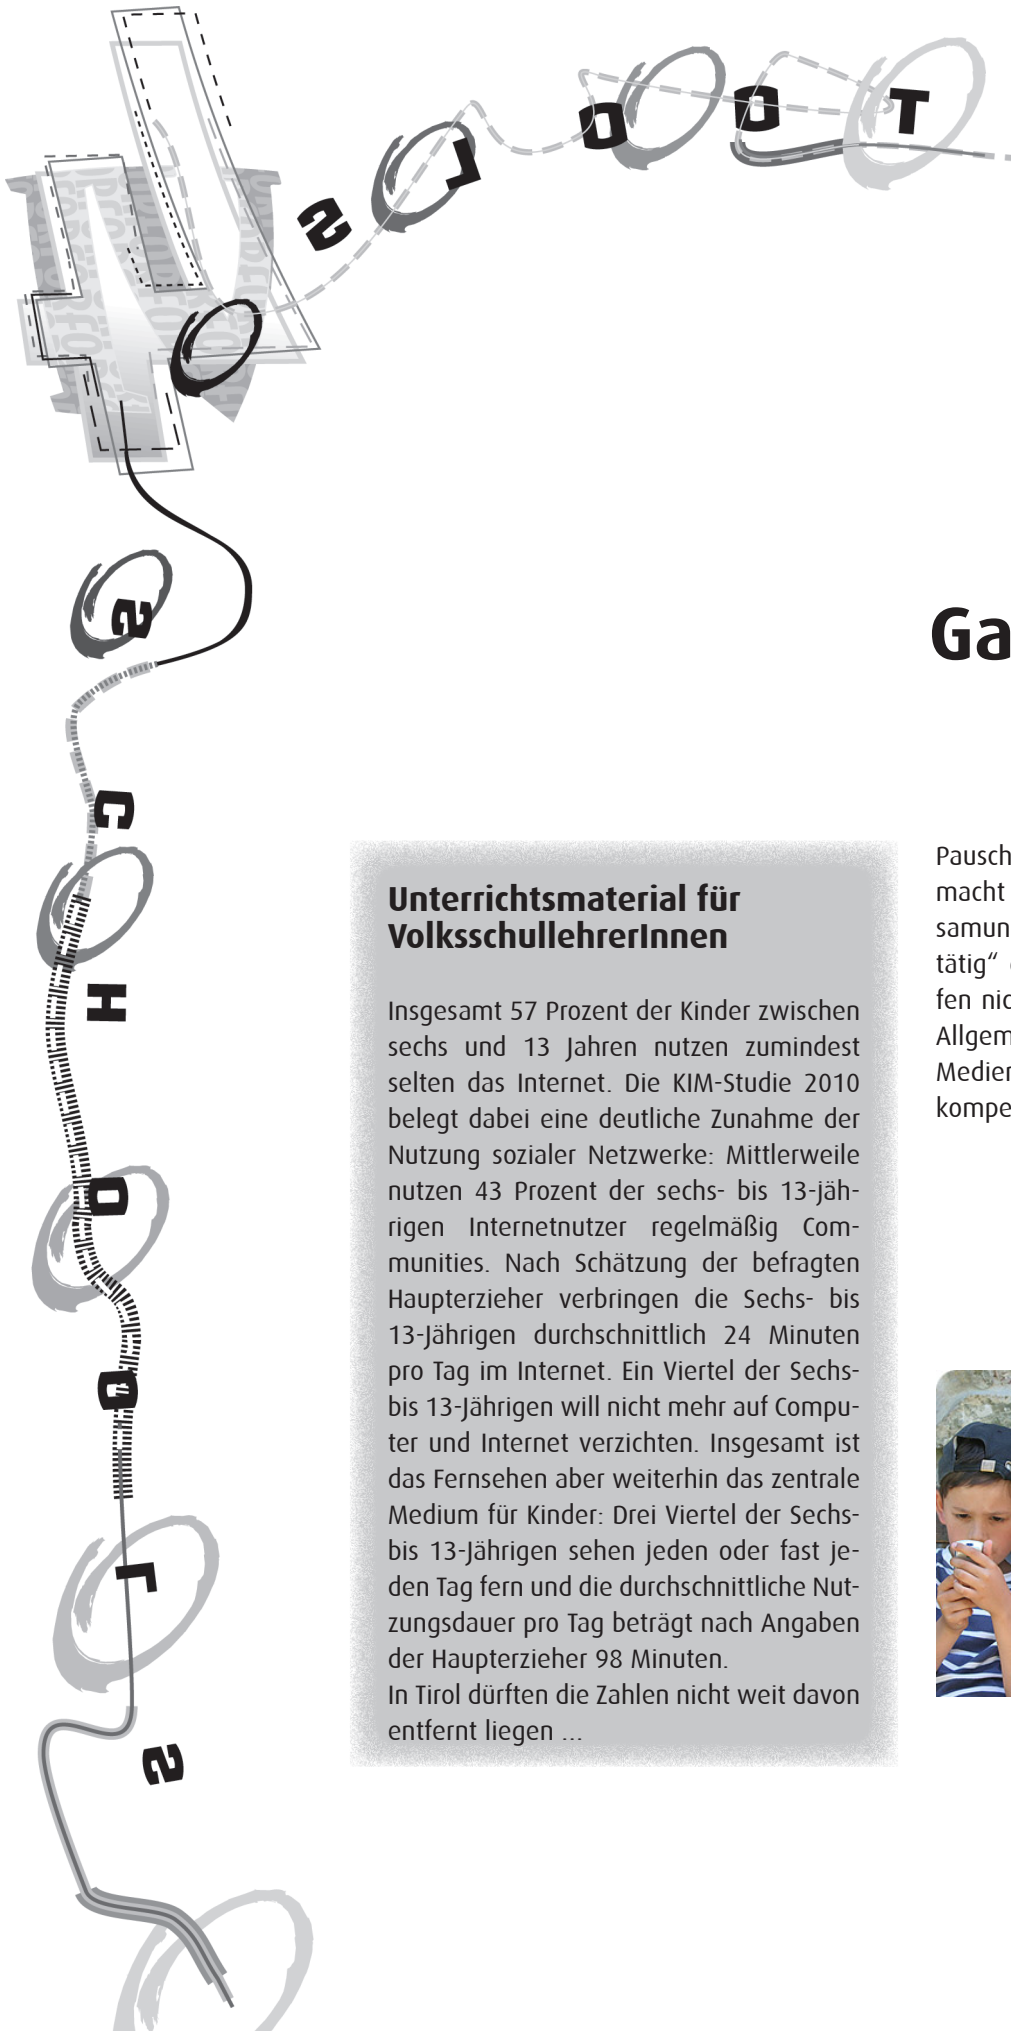 TOOLS
SCHOOLS
Ga
Unterrichtsmaterial für
VolksschullehrerInnen
Insgesamt 57 Prozent der Kinder zwischen
sechs und 13 Jahren nutzen zumindest
selten das Internet. Die KIM-Studie 2010
belegt dabei eine deutliche Zunahme der
Nutzung sozialer Netzwerke: Mittlerweile
nutzen 43 Prozent der sechs- bis 13-jäh-
rigen Internetnutzer regelmäßig Com-
munities. Nach Schätzung der befragten
Haupterzieher verbringen die Sechs- bis
13-Jährigen durchschnittlich 24 Minuten
pro Tag im Internet. Ein Viertel der Sechs-
bis 13-Jährigen will nicht mehr auf Compu-
ter und Internet verzichten. Insgesamt ist
das Fernsehen aber weiterhin das zentrale
Medium für Kinder: Drei Viertel der Sechs-
bis 13-Jährigen sehen jeden oder fast je-
den Tag fern und die durchschnittliche Nut-
zungsdauer pro Tag beträgt nach Angaben
der Haupterzieher 98 Minuten.
In Tirol dürften die Zahlen nicht weit davon
entfernt liegen ...
Pausch
macht
samun
tätig“
fen nic
Allgem
Medien
kompe